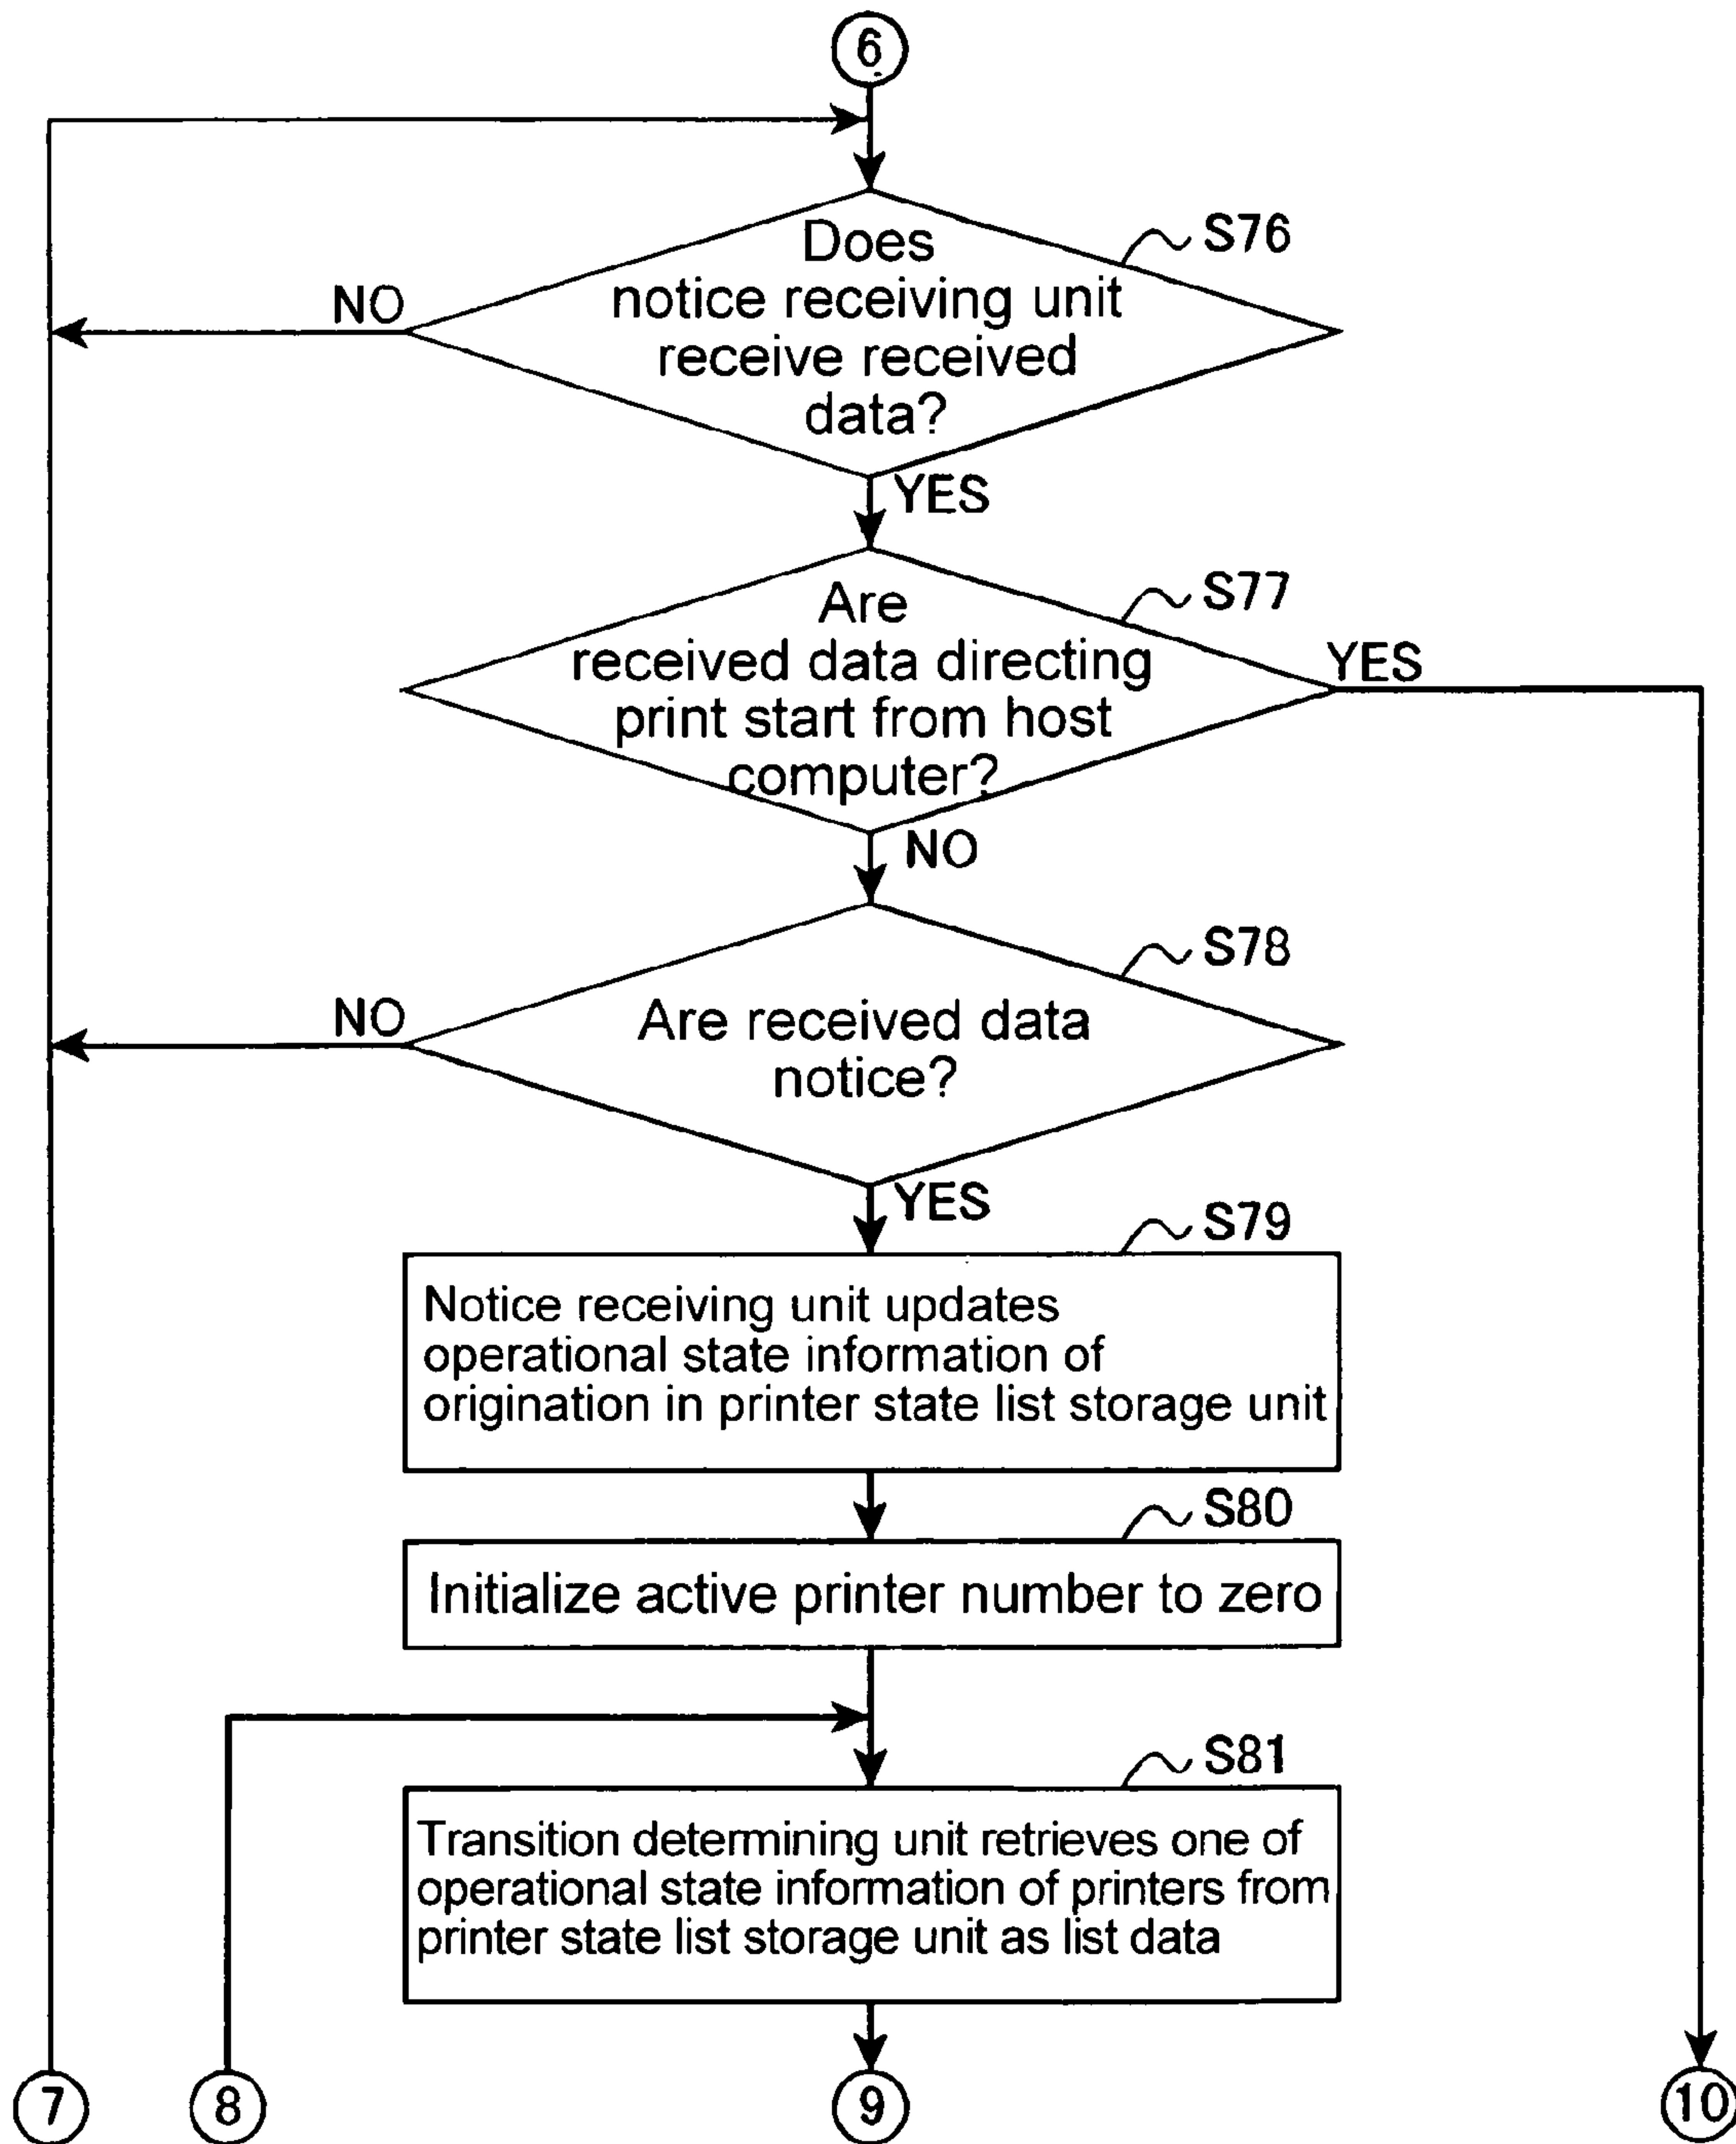 6
S76
Does
notice receiving unit
receive received
data?
NO
YES
S77
Are
received data directing
print start from host
computer?
YES
NO
S78
Are received data
notice?
NO
YES
S79
Notice receiving unit updates
operational state information of
origination in printer state list storage unit
S80
Initialize active printer number to zero
S81
Transition determining unit retrieves one of
operational state information of printers from
printer state list storage unit as list data
7
8
9
10